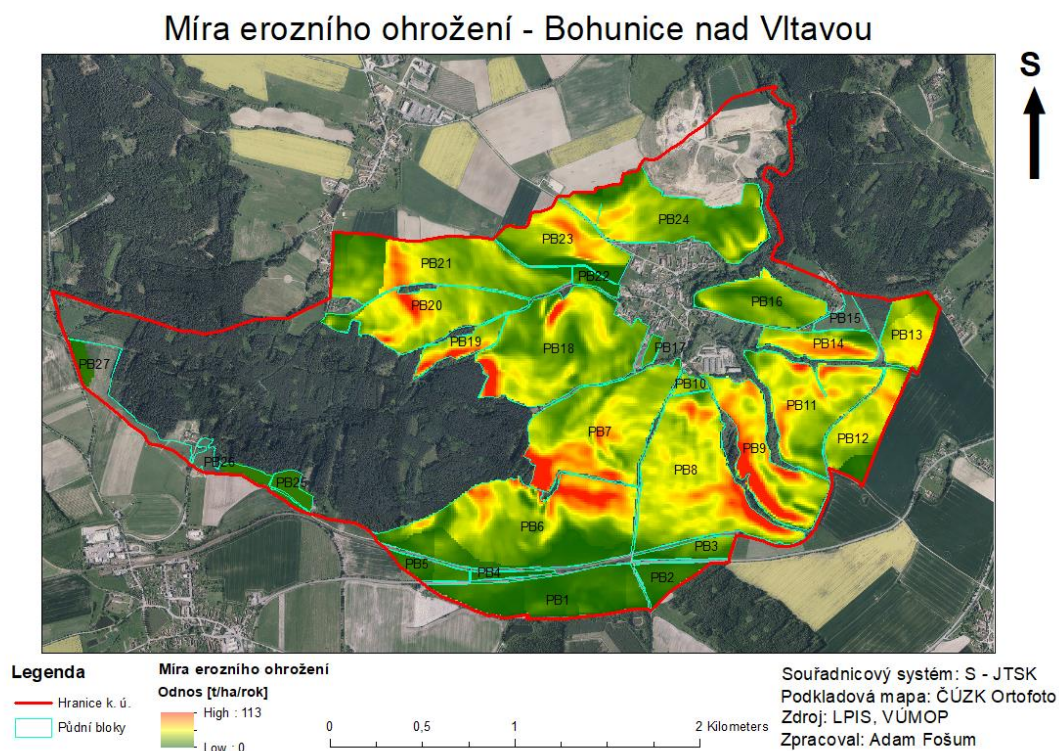 Míra erozního ohrožení - Bohunice nad Vltavou
S
PB24
PB23
PB21
PB22
PB16
PB20
PB15
PB13
PB14
PB19
PB18
PB17
PB27
PB10
PB11
PB7
PB12
PB9
PB8
PB26
PB25
PB6
PB3
PB5
PB4
PB2
PB1
Legenda
Hranice k. ú.
Půdní bloky
Míra erozního ohrožení
Odnos [t/ha/rok]
High : 113
Low : 0
0 0,5 1 2 Kilometers
Souřadnicový systém: S - JTSK
Podkladová mapa: ČÚZK Ortofoto
Zdroj: LPIS, VÚMOP
Zpracoval: Adam Fošum